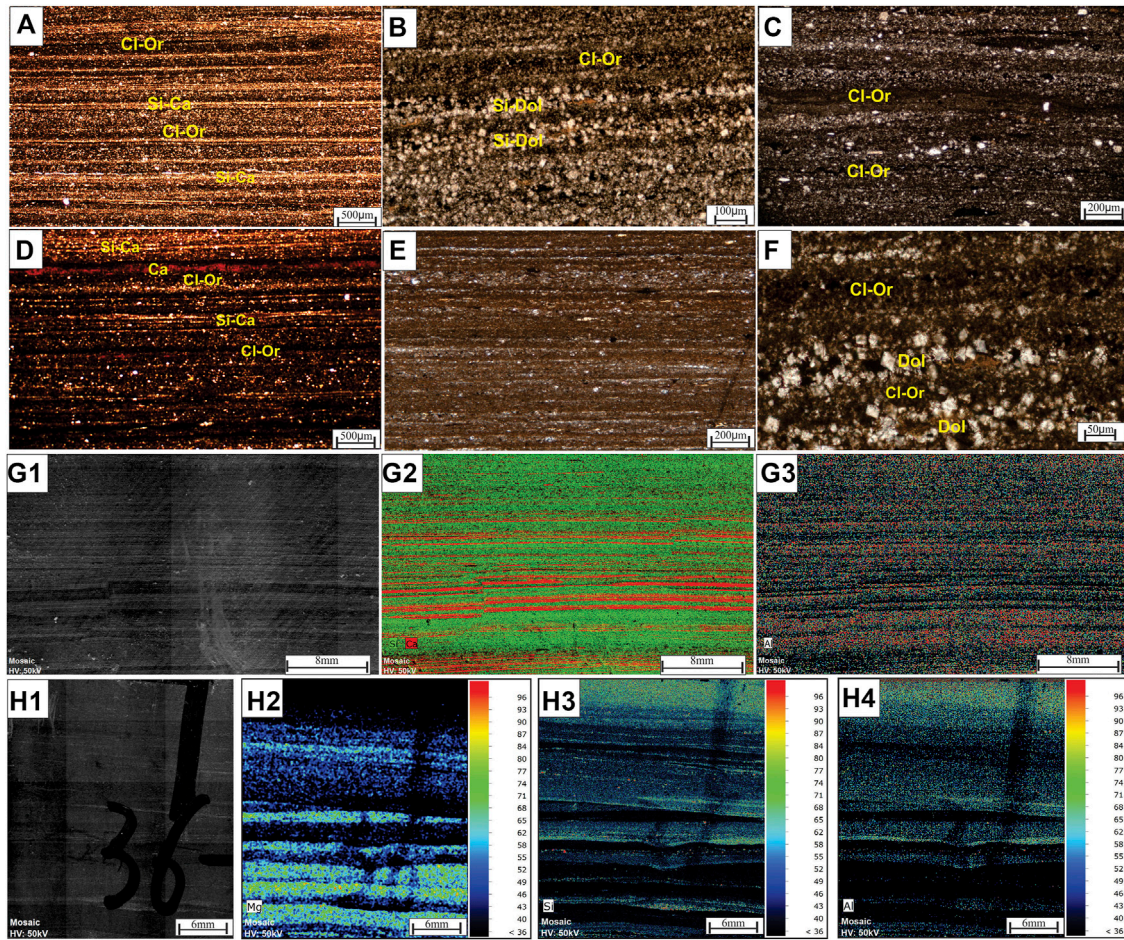 A
Cl-Or
Si-Ca
Cl-Or
Si-Ca
500µm
B
Cl-Or
Si-Dol
Si-Dol
100µm
C
Cl-Or
Cl-Or
200µm
D
Si-Ca
Ca
Cl-Or
Si-Ca
Cl-Or
500µm
E
200µm
F
Cl-Or
Dol
Cl-Or
Dol
50µm
G1
Mosaic
HV: 50kV
8mm
G2
Si Ca
Mosaic
HV: 50kV
8mm
G3
Al
Mosaic
HV: 50kV
8mm
H1
36-
Mosaic
HV: 50kV
6mm
H2
Mg
Mosaic
HV: 50kV
6mm
96
93
90
87
84
80
77
74
71
68
65
62
58
55
52
49
46
43
40
< 36
H3
Si
Mosaic
HV: 50kV
6mm
96
93
90
87
84
80
77
74
71
68
65
62
58
55
52
49
46
43
40
< 36
H4
Al
Mosaic
HV: 50kV
6mm
96
93
90
87
84
80
77
74
71
68
65
62
58
55
52
49
46
43
40
< 36